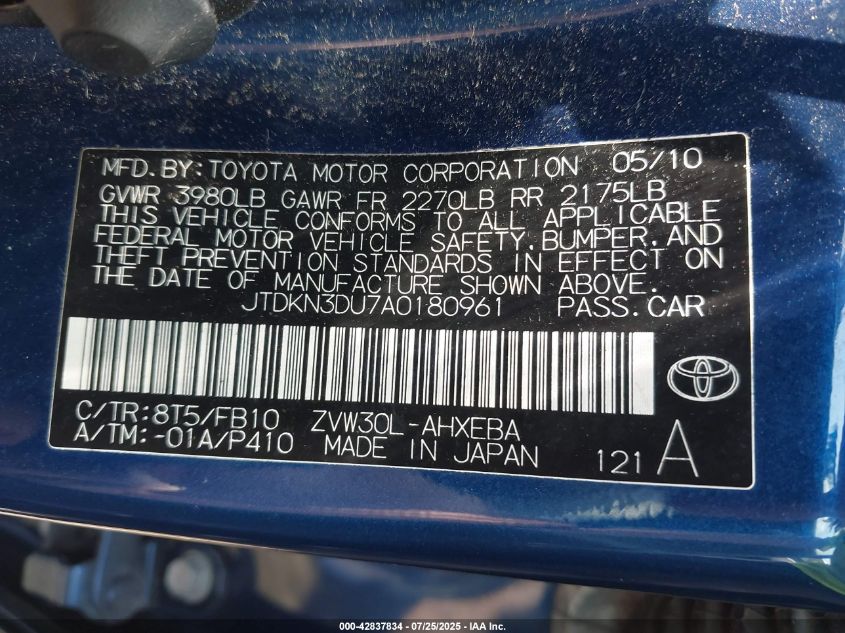 MFD.BY:TOYOTA MOTOR CORPORATION 05/10
GVWR 3980LB GAWR FR 2270LB RR 2175LB
THIS VEHICLE CONFORMS TO ALL APPLICABLE
FEDERAL MOTOR VEHICLE SAFETY,BUMPER,AND
THEFT PREVENTION STANDARDS IN EFFECT ON
THE DATE OF MANUFACTURE SHOWN ABOVE.
JTDKN3DU7A0180961 PASS.CAR
C/TR:8T5/FB10 ZVW30L-AHXEBA
A/TM:-01A/P410 MADE IN JAPAN 121 A
000-42837834 - 07/25/2025 - IAA Inc.